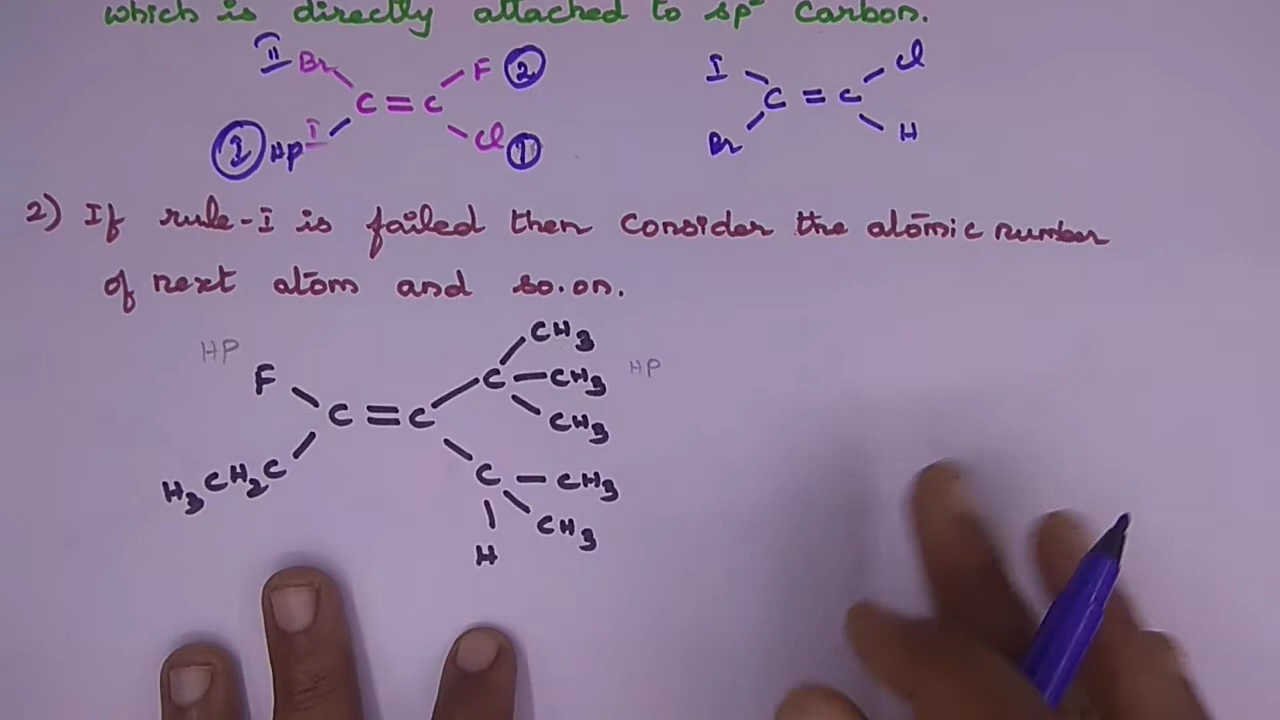 which is directly attached to sp² carbon.
II Br F 2 I Cl
C = C C = C
1 HP I Cl 1 Br H
2) If rule-I is failed then consider the atomic number
of next atom and so.on.
CH3
HP F C CH3 HP
C = C CH3
H3CH2C C CH3
CH3
H